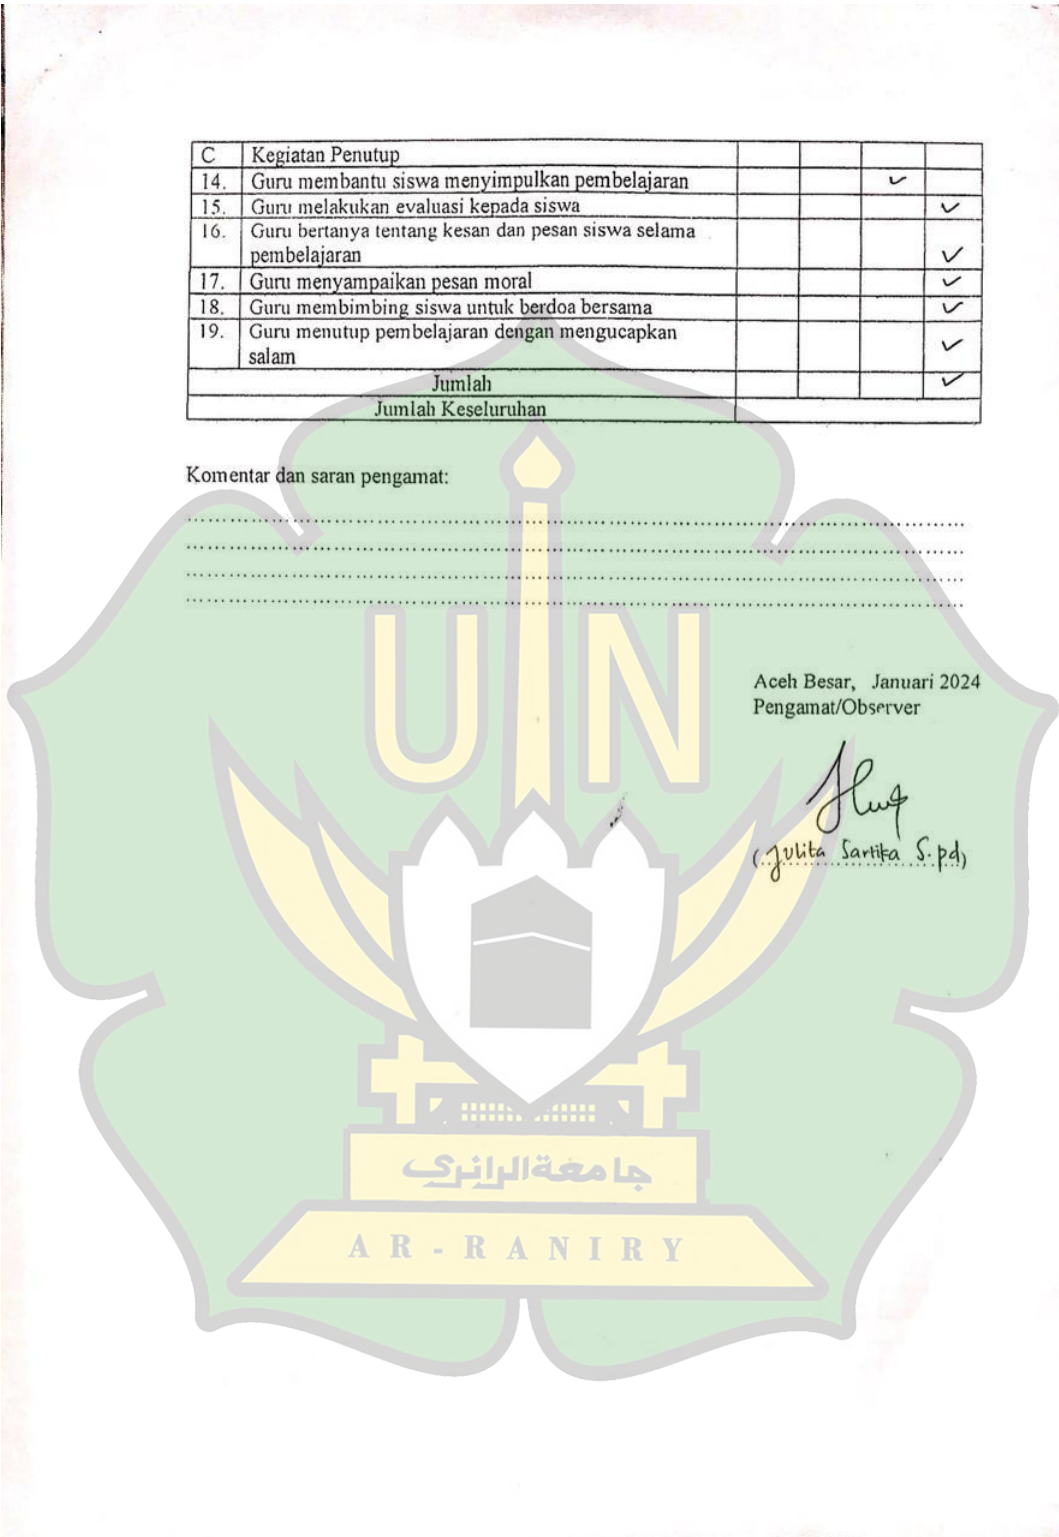 C Kegiatan Penutup
14. Guru membantu siswa menyimpulkan pembelajaran ✓
15. Guru melakukan evaluasi kepada siswa ✓
16. Guru bertanya tentang kesan dan pesan siswa selama
pembelajaran ✓
17. Guru menyampaikan pesan moral ✓
18. Guru membimbing siswa untuk berdoa bersama ✓
19. Guru menutup pembelajaran dengan mengucapkan
salam ✓
Jumlah ✓
Jumlah Keseluruhan
Komentar dan saran pengamat:
Aceh Besar, Januari 2024
Pengamat/Observer
(Julita Sartika S.pd)
UIN
جامعة الرانري
AR-RANIRY